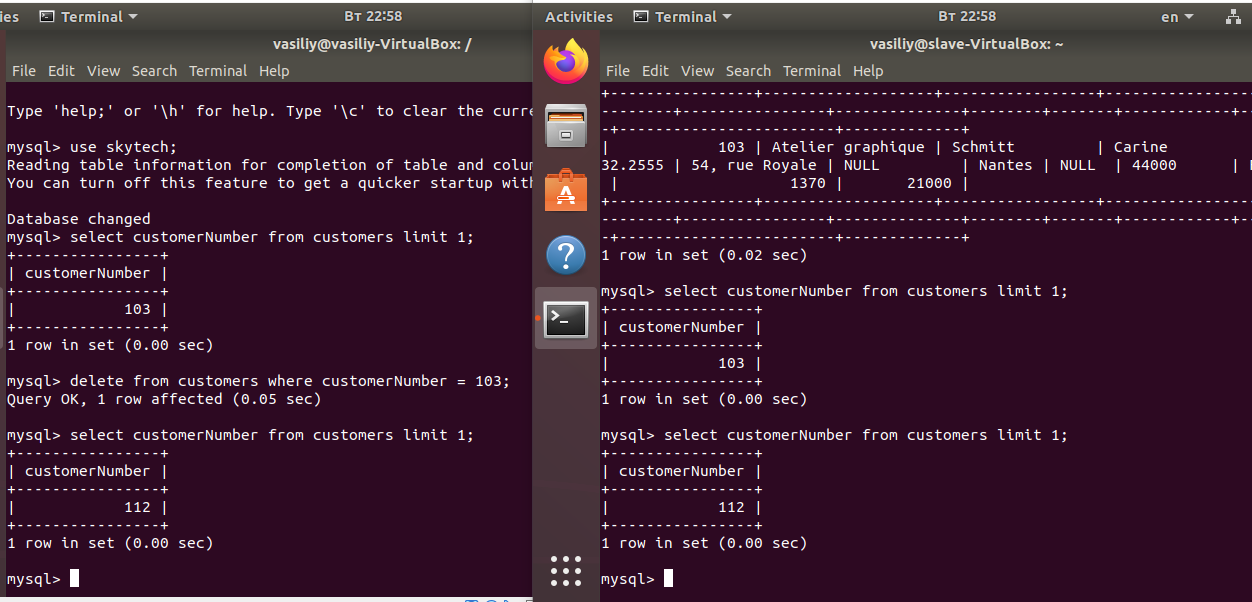 ies Terminal Вт 22:58
vasiliy@vasiliy-VirtualBox: /
File Edit View Search Terminal Help
Type 'help;' or '\h' for help. Type '\c' to clear the curre
mysql> use skytech;
Reading table information for completion of table and colum
You can turn off this feature to get a quicker startup with
Database changed
mysql> select customerNumber from customers limit 1;
+----------------+
| customerNumber |
+----------------+
| 103 |
+----------------+
1 row in set (0.00 sec)
mysql> delete from customers where customerNumber = 103;
Query OK, 1 row affected (0.05 sec)
mysql> select customerNumber from customers limit 1;
+----------------+
| customerNumber |
+----------------+
| 112 |
+----------------+
1 row in set (0.00 sec)
mysql>
Activities Terminal Вт 22:58 en
vasiliy@slave-VirtualBox: ~
File Edit View Search Terminal Help
+----------------+--------------------+-----------------+-----------------
--------+----------------+--------------+--------+-------+------------+--
-+------------------------+-------------+
| 103 | Atelier graphique | Schmitt | Carine
32.2555 | 54, rue Royale | NULL | Nantes | NULL | 44000 |
| 1370 | 21000 |
+----------------+--------------------+-----------------+-----------------
--------+----------------+--------------+--------+-------+------------+--
-+------------------------+-------------+
1 row in set (0.02 sec)
mysql> select customerNumber from customers limit 1;
+----------------+
| customerNumber |
+----------------+
| 103 |
+----------------+
1 row in set (0.00 sec)
mysql> select customerNumber from customers limit 1;
+----------------+
| customerNumber |
+----------------+
| 112 |
+----------------+
1 row in set (0.00 sec)
mysql>